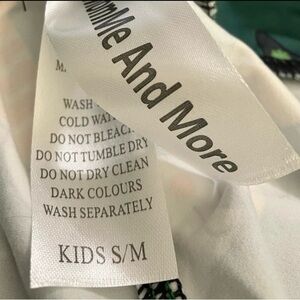 mMe And More
M.
WASH
COLD WAT
DO NOT BLEACH
DO NOT TUMBLE DRY
DO NOT DRY CLEAN
DARK COLOURS
WASH SEPARATELY
KIDS S/M